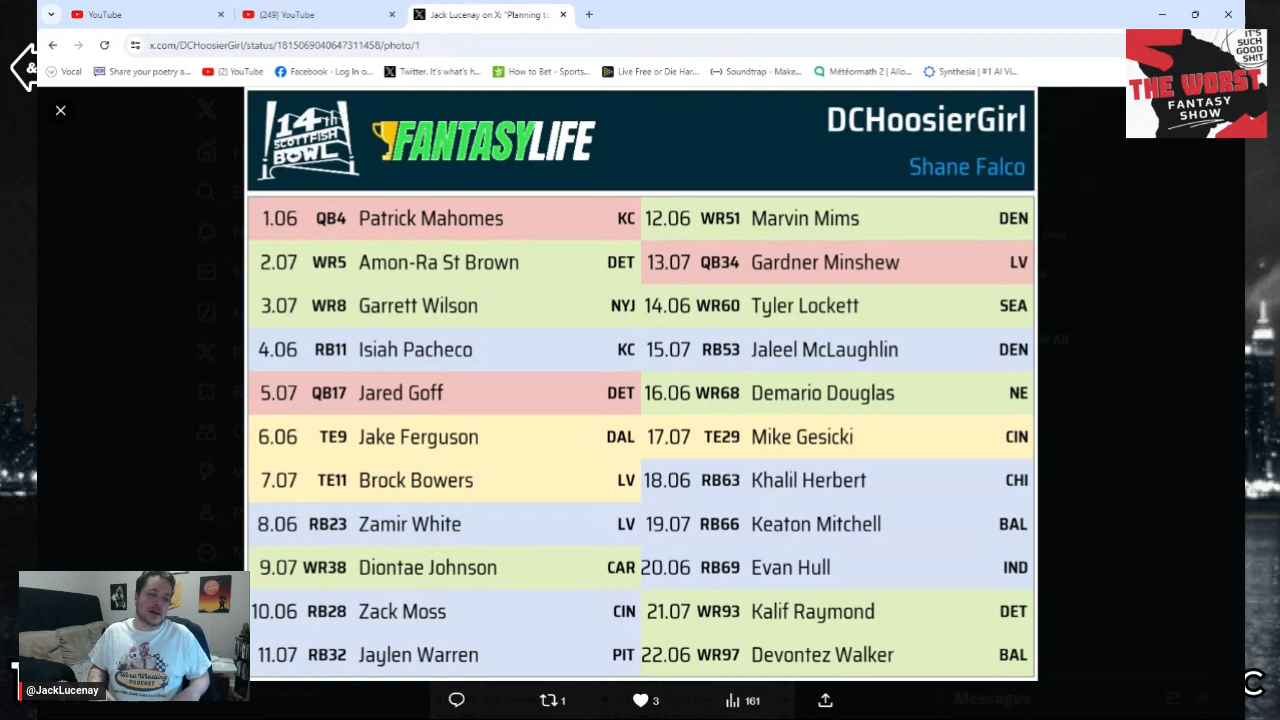 YouTube
(249) YouTube
Jack Lucenay on X: "Planning to
x.com/DCHoosierGirl/status/1815069040647311458/photo/1
Vocal
Share your poetry a...
(2) YouTube
Facebook - Log In o...
Twitter. It's what's h...
How to Bet - Sports...
Live Free or Die Har...
Soundtrap - Make...
Météormath 2 | Allo...
Synthesia | #1 AI Vi...
IT'S
SUCH
GOOD
SH!T
THE WORST
FANTASY
SHOW
14TH
SCOTTFISH
BOWL
FANTASYLIFE
DCHoosierGirl
Shane Falco
1.06 QB4 Patrick Mahomes KC
2.07 WR5 Amon-Ra St Brown DET
3.07 WR8 Garrett Wilson NYJ
4.06 RB11 Isiah Pacheco KC
5.07 QB17 Jared Goff DET
6.06 TE9 Jake Ferguson DAL
7.07 TE11 Brock Bowers LV
8.06 RB23 Zamir White LV
9.07 WR38 Diontae Johnson CAR
10.06 RB28 Zack Moss CIN
11.07 RB32 Jaylen Warren PIT
12.06 WR51 Marvin Mims DEN
13.07 QB34 Gardner Minshew LV
14.06 WR60 Tyler Lockett SEA
15.07 RB53 Jaleel McLaughlin DEN
16.06 WR68 Demario Douglas NE
17.07 TE29 Mike Gesicki CIN
18.06 RB63 Khalil Herbert CHI
19.07 RB66 Keaton Mitchell BAL
20.06 RB69 Evan Hull IND
21.07 WR93 Kalif Raymond DET
22.06 WR97 Devontez Walker BAL
@JackLucenay
1
3
161
Messages